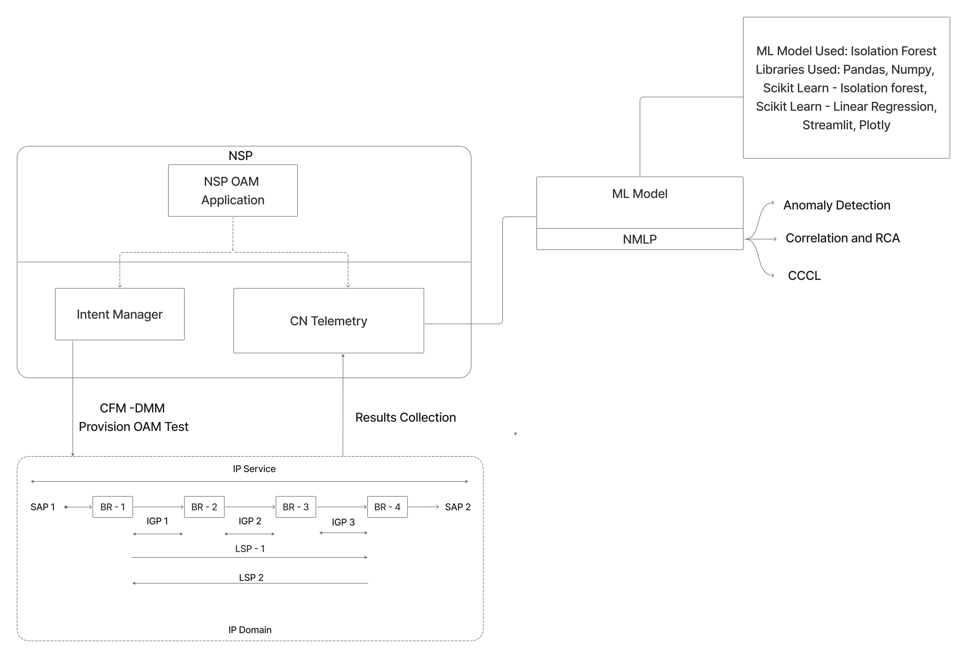 ML Model Used: Isolation Forest
Libraries Used: Pandas, Numpy,
Scikit Learn - Isolation forest,
Scikit Learn - Linear Regression,
Streamlit, Plotly
NSP
NSP OAM
Application
ML Model
NMLP
Anomaly Detection
Correlation and RCA
CCCL
Intent Manager
CN Telemetry
CFM -DMM
Provision OAM Test
Results Collection
IP Service
SAP 1
BR - 1
BR - 2
BR - 3
BR - 4
SAP 2
IGP 1
IGP 2
IGP 3
LSP - 1
LSP 2
IP Domain